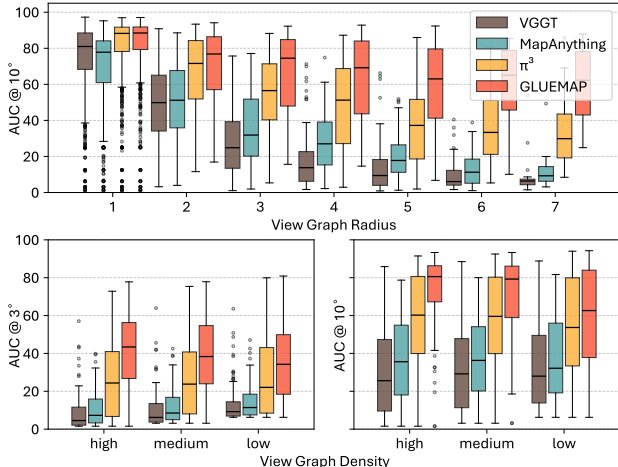 100
80
60
40
20
0
AUC @ 10°
VGGT
MapAnything
π³
GLUEMAP
1 2 3 4 5 6 7
View Graph Radius
100
80
60
40
20
0
AUC @ 3°
high medium low
AUC @ 10°
high medium low
View Graph Density